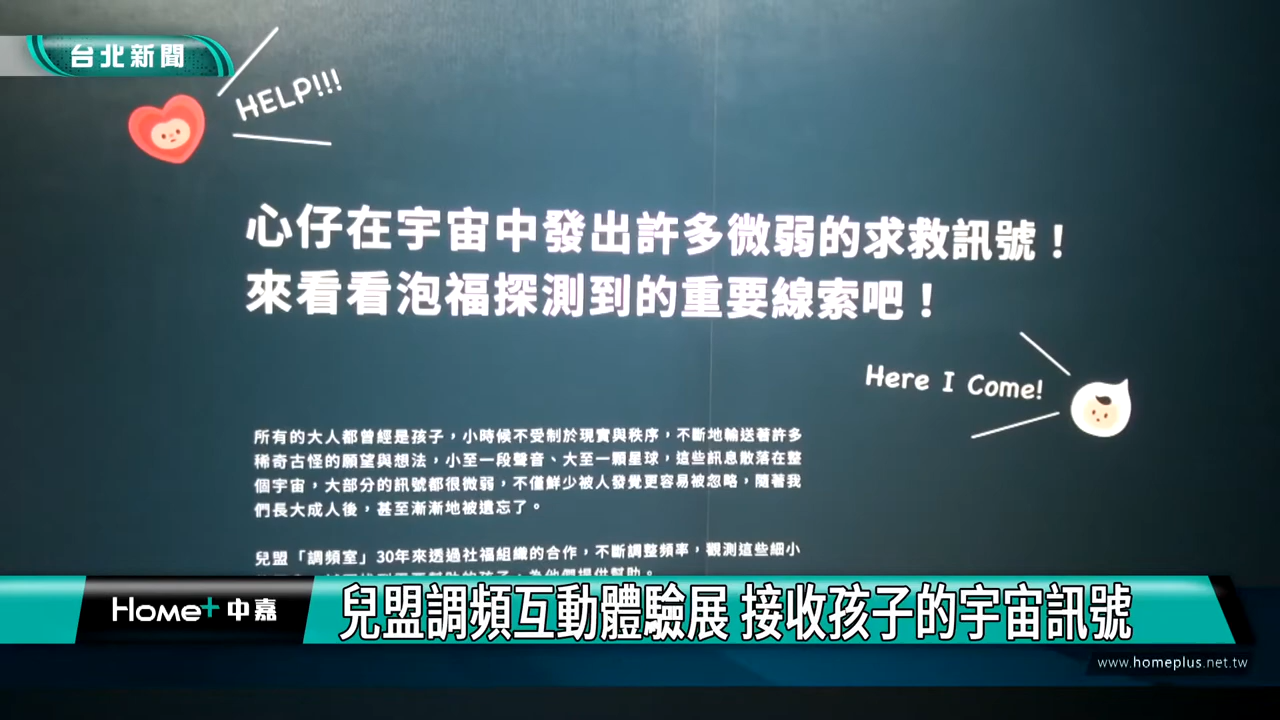 台北新聞
HELP!!!
心仔在宇宙中發出許多微弱的求救訊號！
來看看泡福探測到的重要線索吧！
Here I Come!
所有的大人都曾經是孩子，小時候不受制於現實與秩序，不斷地輸送著許多
稀奇古怪的願望與想法，小至一段聲音、大至一顆星球，這些訊息散落在整
個宇宙，大部分的訊號都很微弱，不僅鮮少被人發覺更容易被忽略，隨著我
們長大成人後，甚至漸漸地被遺忘了。
兒盟「調頻室」30年來透過社福組織的合作，不斷調整頻率，觀測這些細小
Home+ 中嘉
兒盟調頻互動體驗展 接收孩子的宇宙訊號
www.homeplus.net.tw